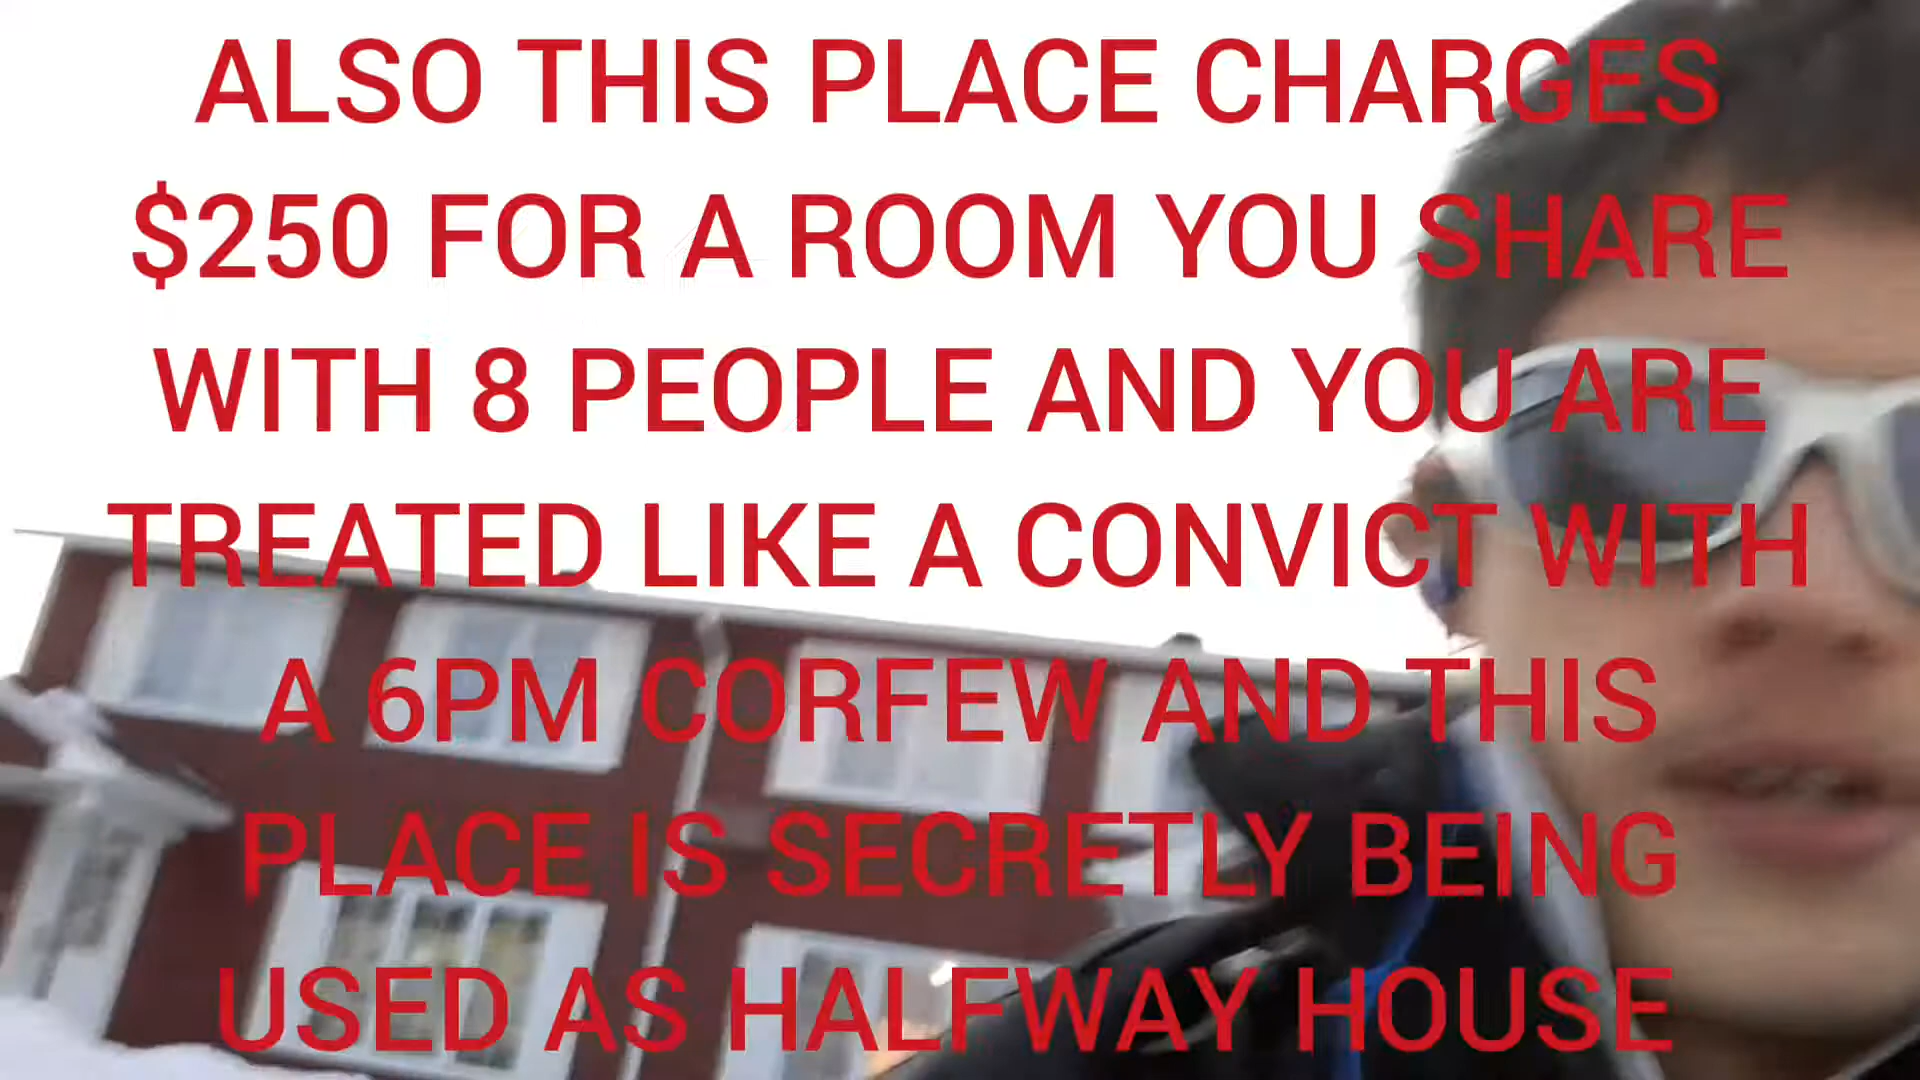 ALSO THIS PLACE CHARGES
$250 FOR A ROOM YOU SHARE
WITH 8 PEOPLE AND YOU ARE
TREATED LIKE A CONVICT WITH
A 6PM CORFEW AND THIS
PLACE IS SECRETLY BEING
USED AS HALFWAY HOUSE